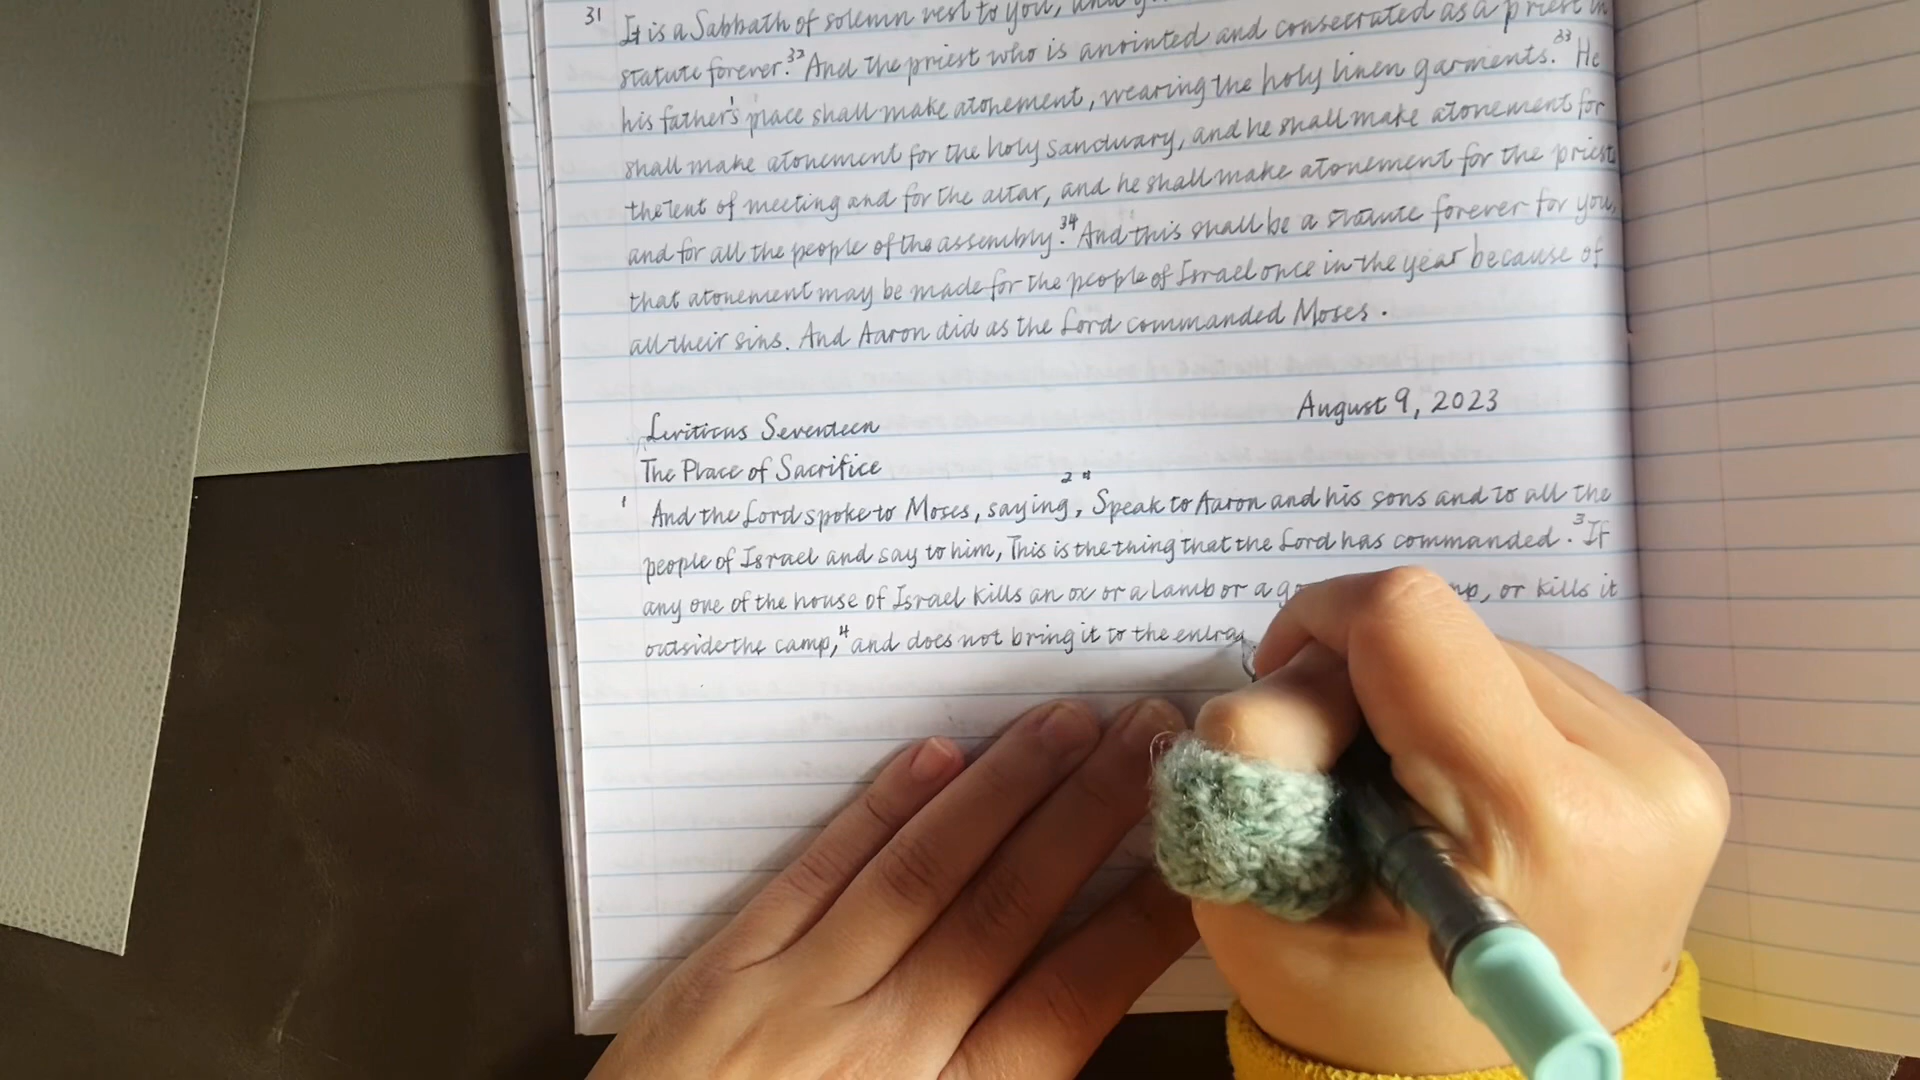 31 It is a Sabbath of solemn rest to you, and
statute forever. 32 And the priest who is anointed and consecrated as a priest in
his father's place shall make atonement, wearing the holy linen garments. 33 He
shall make atonement for the holy sanctuary, and he shall make atonement for
the tent of meeting and for the altar, and he shall make atonement for the priest
and for all the people of the assembly. 34 And this shall be a statute forever for you,
that atonement may be made for the people of Israel once in the year because of
all their sins. And Aaron did as the Lord commanded Moses.
August 9, 2023
Leviticus Seventeen
The Place of Sacrifice
1 And the Lord spoke to Moses, saying, 2 "Speak to Aaron and his sons and to all the
people of Israel and say to him, This is the thing that the Lord has commanded. 3 If
any one of the house of Israel kills an ox or a lamb or a or kills it
outside the camp, 4 and does not bring it to the entra